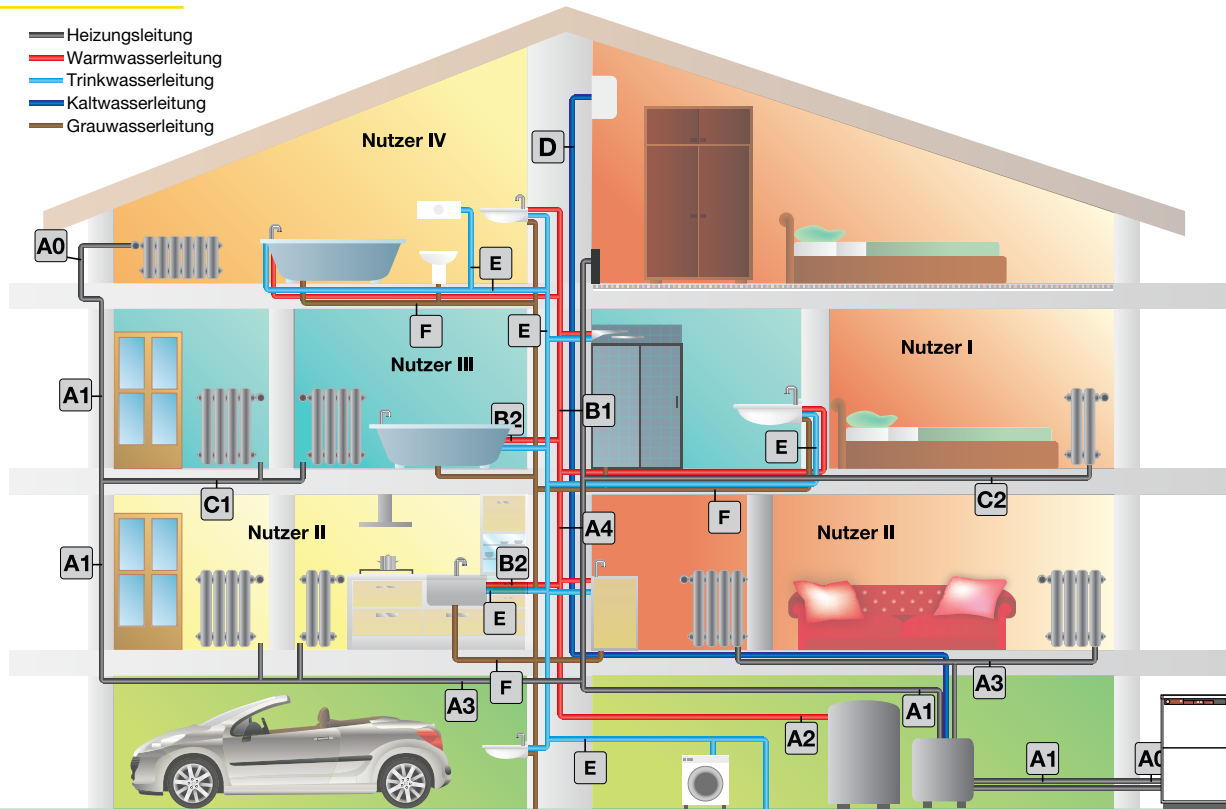 Heizungsleitung
Warmwasserleitung
Trinkwasserleitung
Kaltwasserleitung
Grauwasserleitung
Nutzer IV
D
A0
E
F
E
Nutzer III
Nutzer I
A1
B2
B1
E
C1
C2
F
Nutzer II
A4
Nutzer II
A1
B2
E
F
A3
A3
A1
A2
E
A1
A0